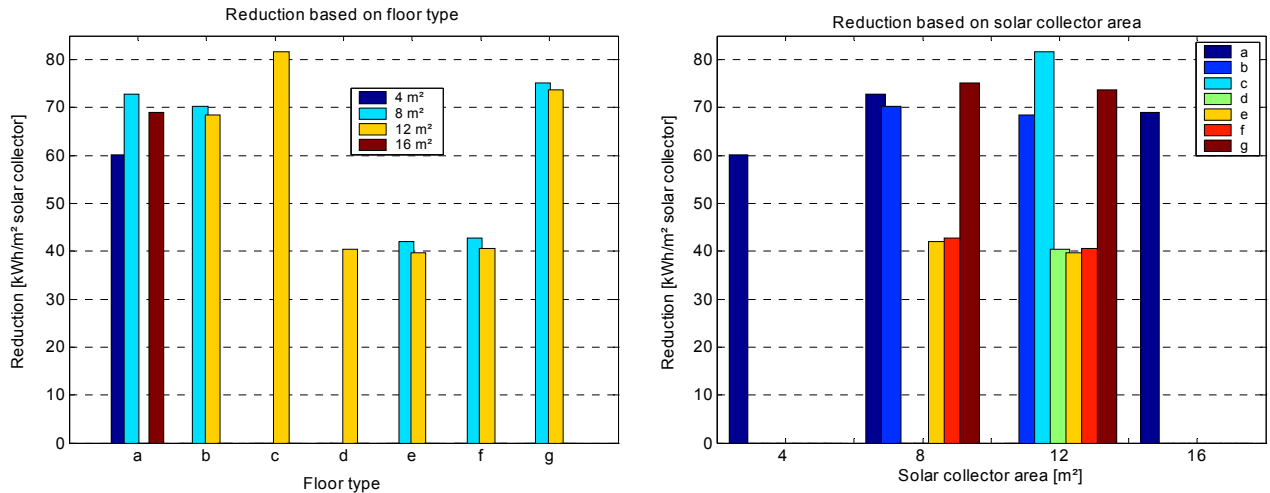 Reduction based on floor type
Reduction [kWh/m² solar collector]
80
70
60
50
40
30
20
10
0
4 m²
8 m²
12 m²
16 m²
a b c d e f g
Floor type
Reduction based on solar collector area
Reduction [kWh/m² solar collector]
80
70
60
50
40
30
20
10
0
a
b
c
d
e
f
g
4 8 12 16
Solar collector area [m²]